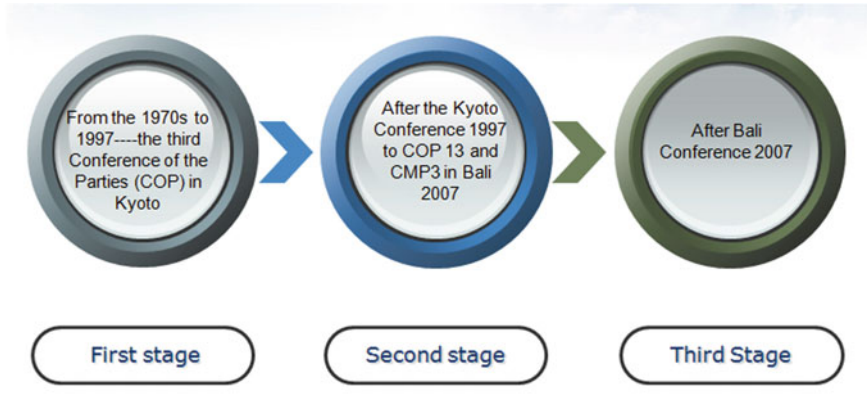 From the 1970s to
1997----the third
Conference of the
Parties (COP) in
Kyoto
After the Kyoto
Conference 1997
to COP 13 and
CMP3 in Bali
2007
After Bali
Conference 2007
First stage
Second stage
Third Stage